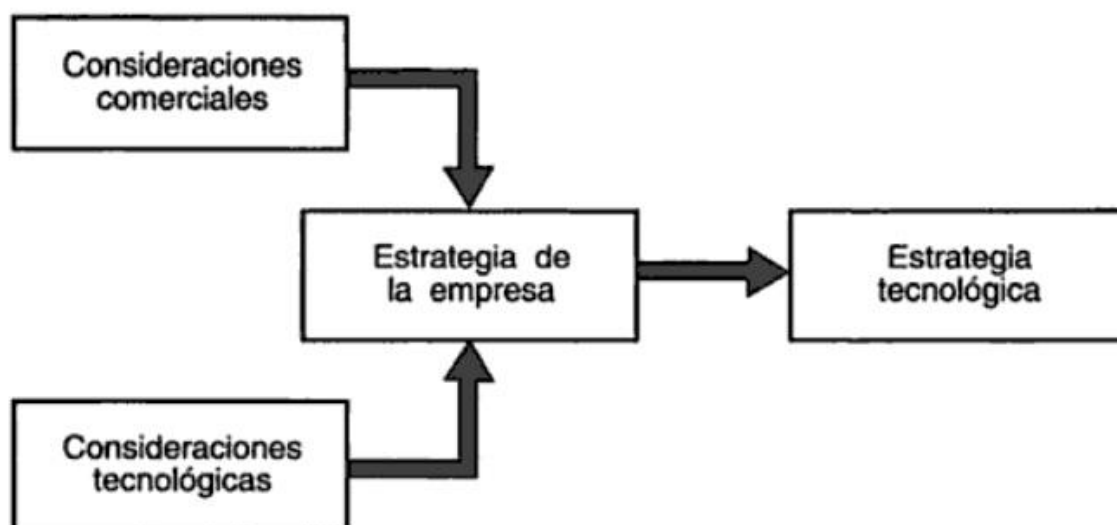 Consideraciones
comerciales
Estrategia de
la empresa
Estrategia
tecnológica
Consideraciones
tecnológicas